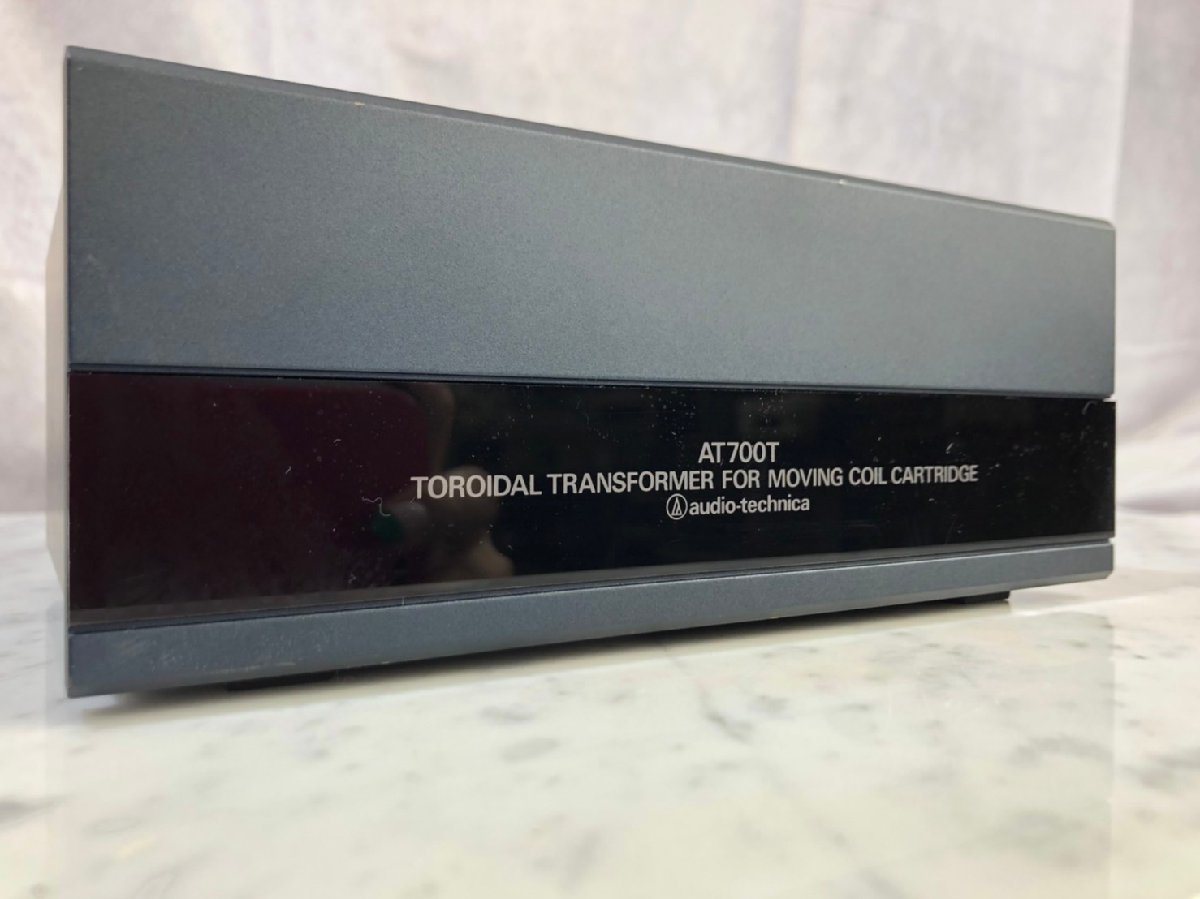 AT700T
TOROIDAL TRANSFORMER FOR MOVING COIL CARTRIDGE
audio-technica